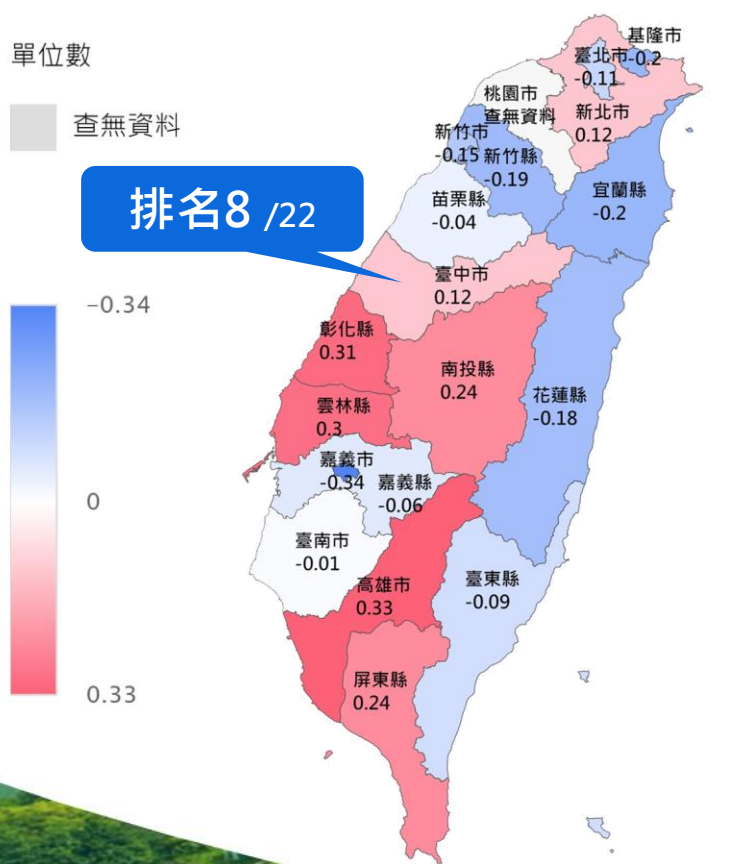 單位數
查無資料
排名8 /22
-0.34
0
0.33
基隆市
-0.2
臺北市
-0.11
桃園市
查無資料
新北市
0.12
新竹市
-0.15
新竹縣
-0.19
宜蘭縣
-0.2
苗栗縣
-0.04
臺中市
0.12
彰化縣
0.31
南投縣
0.24
花蓮縣
-0.18
雲林縣
0.3
嘉義市
-0.34
嘉義縣
-0.06
臺南市
-0.01
高雄市
0.33
臺東縣
-0.09
屏東縣
0.24